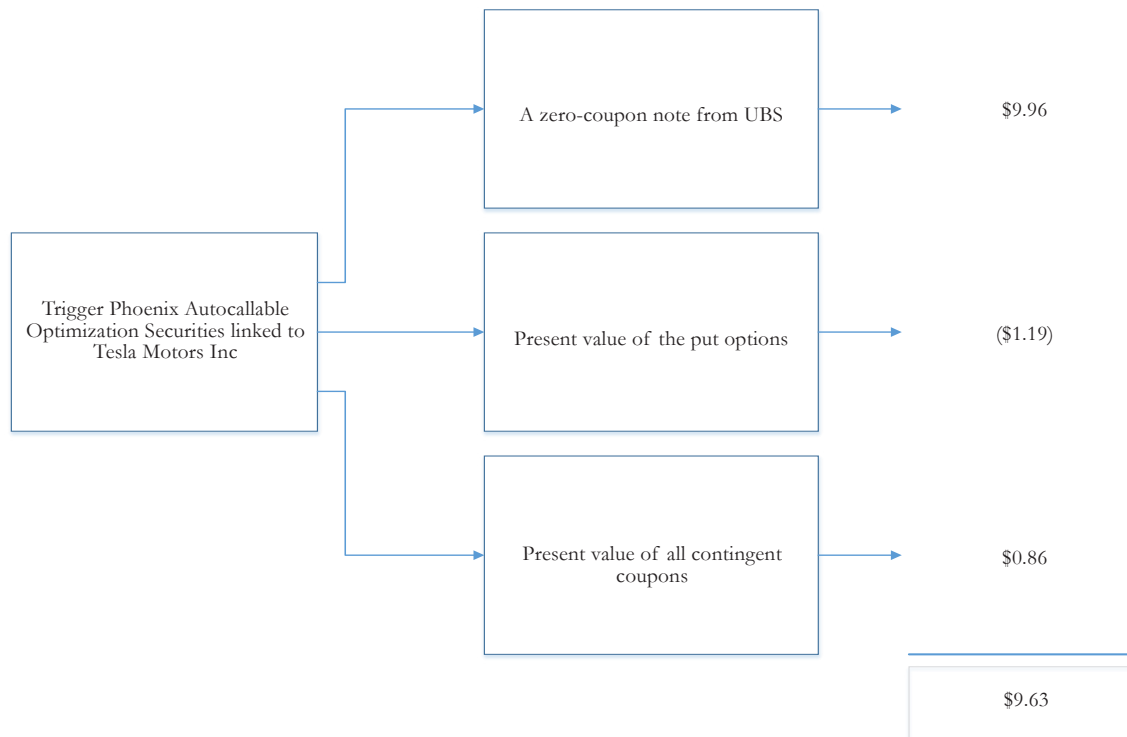 A zero-coupon note from UBS
$9.96
Trigger Phoenix Autocallable
Optimization Securities linked to
Tesla Motors Inc
Present value of the put options
($1.19)
Present value of all contingent
coupons
$0.86
$9.63